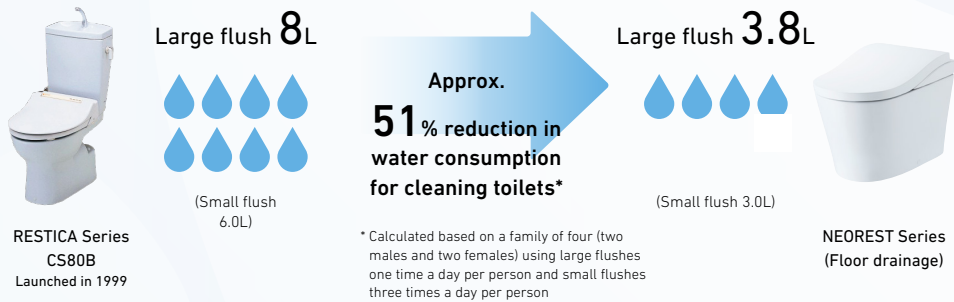 Large flush 8L
(Small flush
6.0L)
RESTICA Series
CS80B
Launched in 1999
Approx.
51% reduction in
water consumption
for cleaning toilets*
* Calculated based on a family of four (two
males and two females) using large flushes
one time a day per person and small flushes
three times a day per person
Large flush 3.8L
(Small flush 3.0L)
NEOREST Series
(Floor drainage)